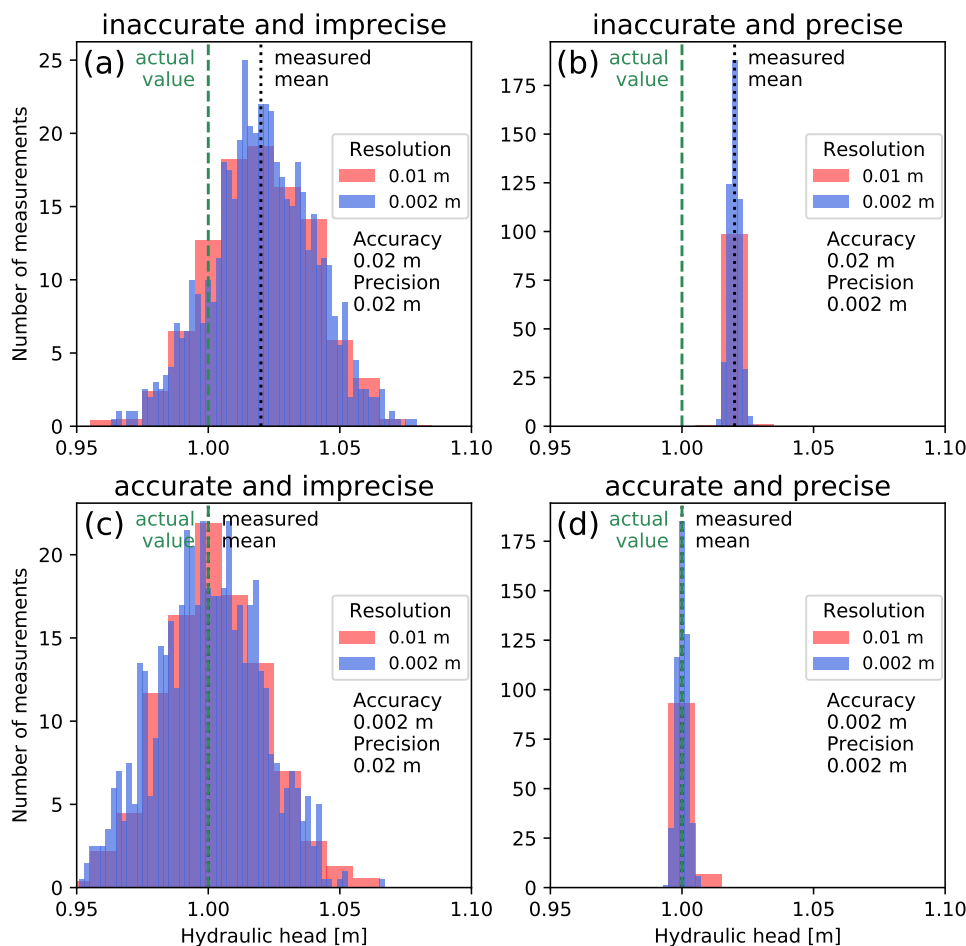 inaccurate and imprecise
(a)
actual
value
measured
mean
Resolution
0.01 m
0.002 m
Accuracy
0.02 m
Precision
0.02 m
Number of measurements
25
20
15
10
5
0
0.95
1.00
1.05
1.10
inaccurate and precise
(b)
actual
value
measured
mean
Resolution
0.01 m
0.002 m
Accuracy
0.02 m
Precision
0.002 m
175
150
125
100
75
50
25
0
0.95
1.00
1.05
1.10
accurate and imprecise
(c)
actual
value
measured
mean
Resolution
0.01 m
0.002 m
Accuracy
0.002 m
Precision
0.02 m
Number of measurements
20
15
10
5
0
0.95
1.00
1.05
1.10
Hydraulic head [m]
accurate and precise
(d)
actual
value
measured
mean
Resolution
0.01 m
0.002 m
Accuracy
0.002 m
Precision
0.002 m
175
150
125
100
75
50
25
0
0.95
1.00
1.05
1.10
Hydraulic head [m]